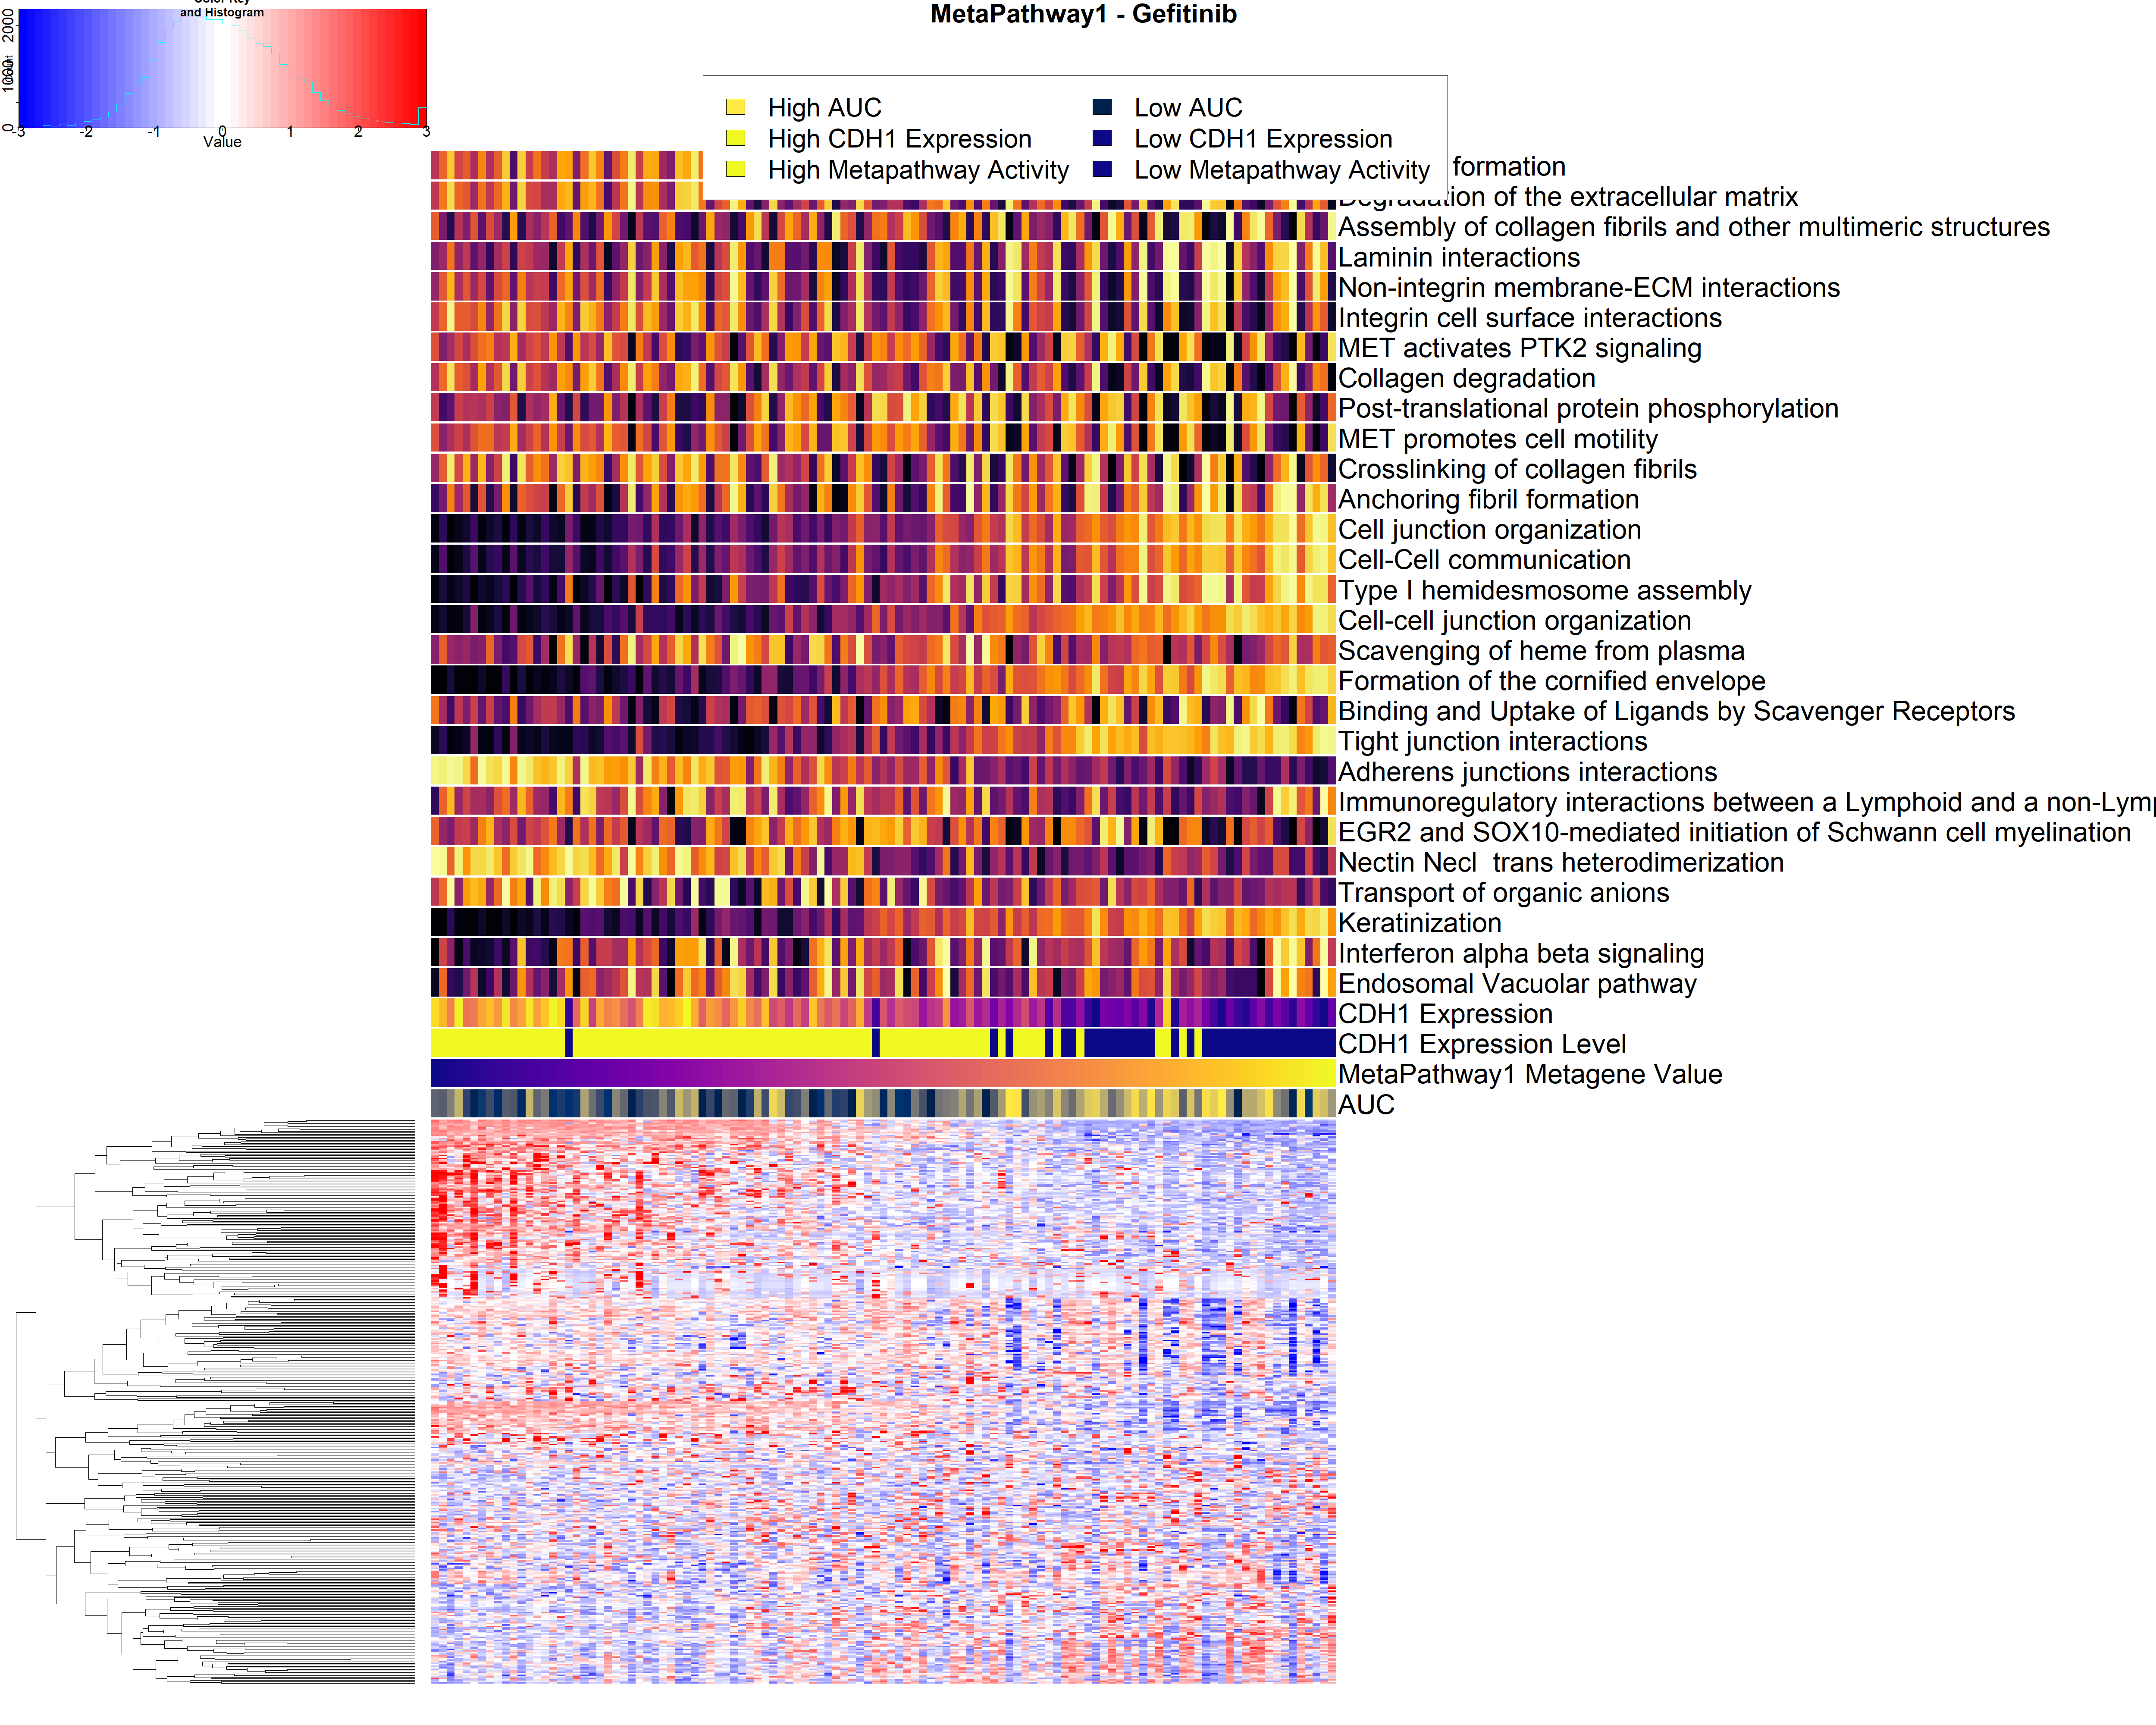 MetaPathway1 - Gefitinib
Color Key
and Histogram
0 1000 2000
-3 -2 -1 0 1 2 3
Value
High AUC
Low AUC
High CDH1 Expression
Low CDH1 Expression
High Metapathway Activity
Low Metapathway Activity
formation
Degradation of the extracellular matrix
Assembly of collagen fibrils and other multimeric structures
Laminin interactions
Non-integrin membrane-ECM interactions
Integrin cell surface interactions
MET activates PTK2 signaling
Collagen degradation
Post-translational protein phosphorylation
MET promotes cell motility
Crosslinking of collagen fibrils
Anchoring fibril formation
Cell junction organization
Cell-Cell communication
Type I hemidesmosome assembly
Cell-cell junction organization
Scavenging of heme from plasma
Formation of the cornified envelope
Binding and Uptake of Ligands by Scavenger Receptors
Tight junction interactions
Adherens junctions interactions
Immunoregulatory interactions between a Lymphoid and a non-Lymp
EGR2 and SOX10-mediated initiation of Schwann cell myelination
Nectin Necl  trans heterodimerization
Transport of organic anions
Keratinization
Interferon alpha beta signaling
Endosomal Vacuolar pathway
CDH1 Expression
CDH1 Expression Level
MetaPathway1 Metagene Value
AUC